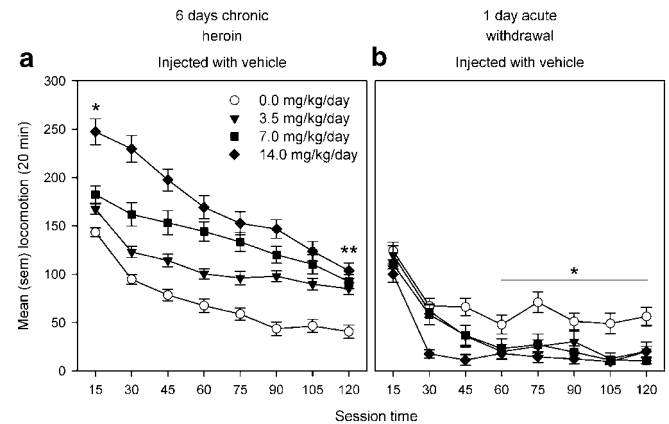 6 days chronic
heroin
1 day acute
withdrawal
a
Injected with vehicle
b
Injected with vehicle
Mean (sem) locomotion (20 min)
300
250
200
150
100
50
0
*
0.0 mg/kg/day
3.5 mg/kg/day
7.0 mg/kg/day
14.0 mg/kg/day
**
*
15 30 45 60 75 90 105 120
15 30 45 60 75 90 105 120
Session time